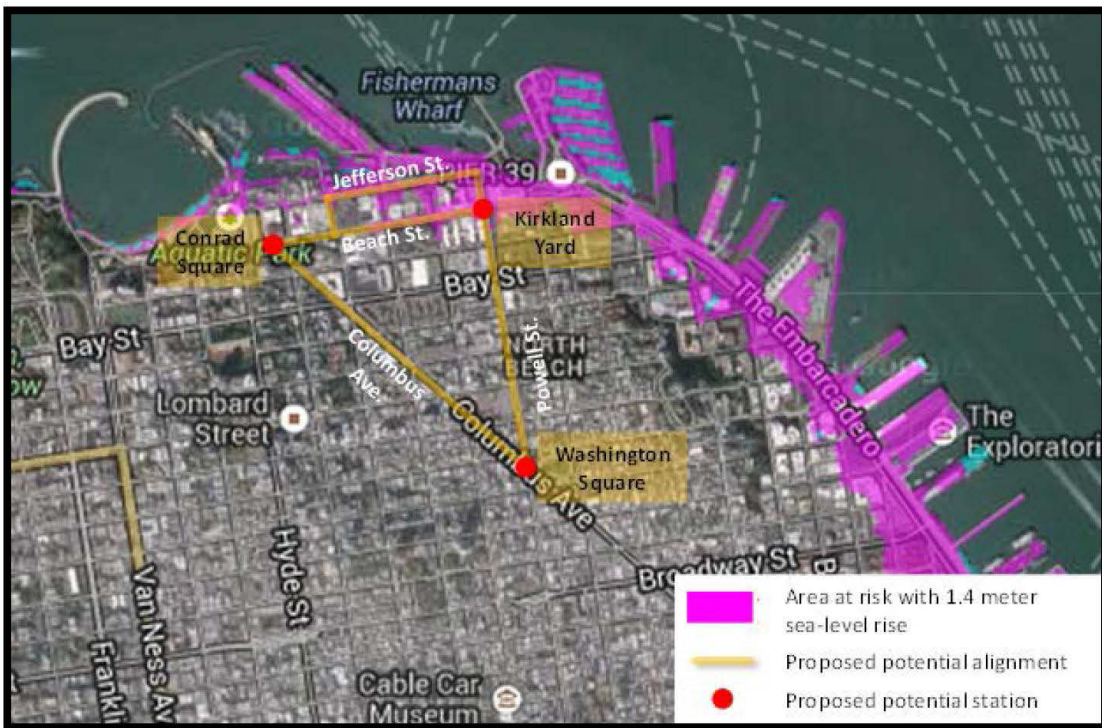 Fishermans
Wharf
Jefferson St.
PIER 39
Conrad
Square
Aquatic Park
Beach St.
Kirkland
Yard
Bay St
Bay St
The Embarcadero
Columbus
Ave.
NORTH
BEACH
Powell St.
Lombard
Street
Columbus Ave
Washington
Square
The
Exploratori
Hyde St
Broadway St
Van Ness Av
Frankl
Cable Car
Museum
Area at risk with 1.4 meter
sea-level rise
Proposed potential alignment
Proposed potential station